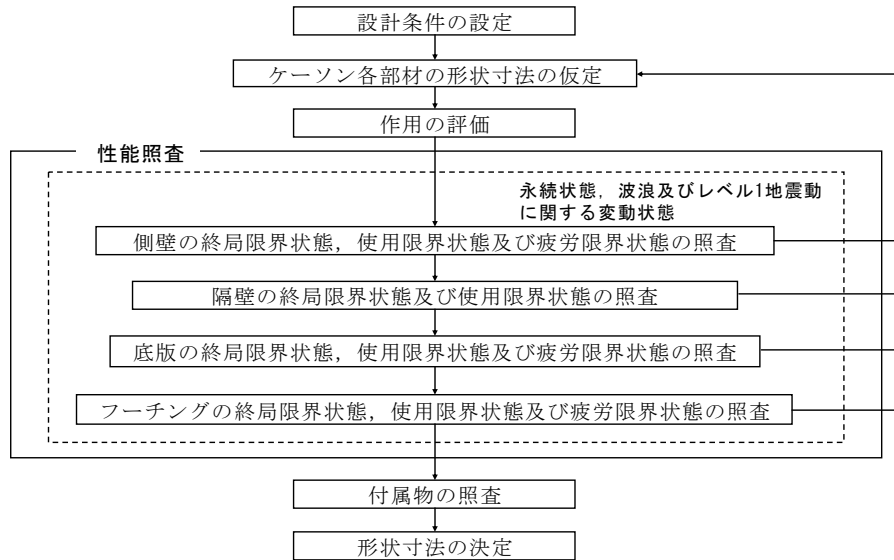 設計条件の設定
ケーソン各部材の形状寸法の仮定
作用の評価
性能照査
永続状態，波浪及びレベル1地震動
に関する変動状態
側壁の終局限界状態，使用限界状態及び疲労限界状態の照査
隔壁の終局限界状態及び使用限界状態の照査
底版の終局限界状態，使用限界状態及び疲労限界状態の照査
フーチングの終局限界状態，使用限界状態及び疲労限界状態の照査
付属物の照査
形状寸法の決定